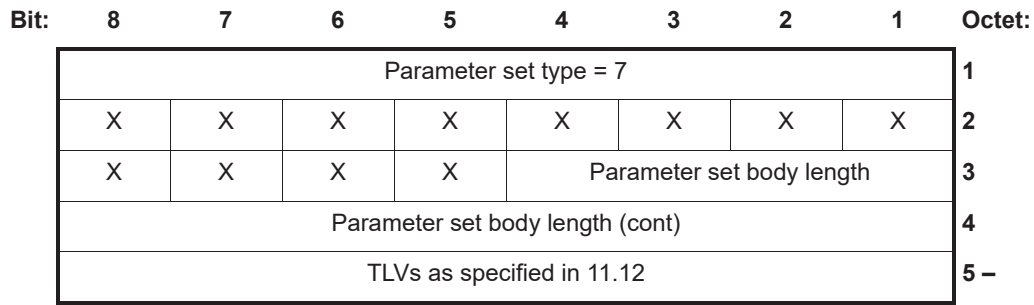 Bit: 8 7 6 5 4 3 2 1 Octet:
Parameter set type = 7 1
X X X X X X X X 2
X X X X Parameter set body length 3
Parameter set body length (cont) 4
TLVs as specified in 11.12 5 –